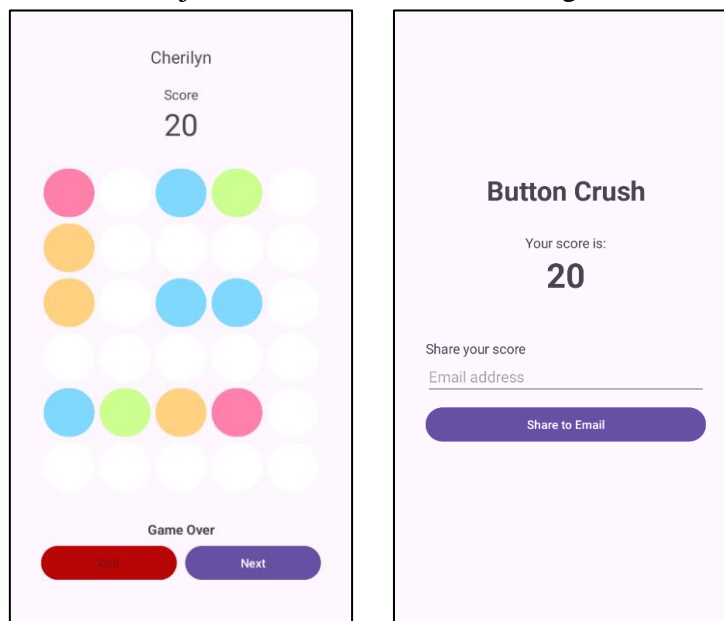 Cherilyn
Score
20
Game Over
Quit
Next
Button Crush
Your score is:
20
Share your score
Email address
Share to Email